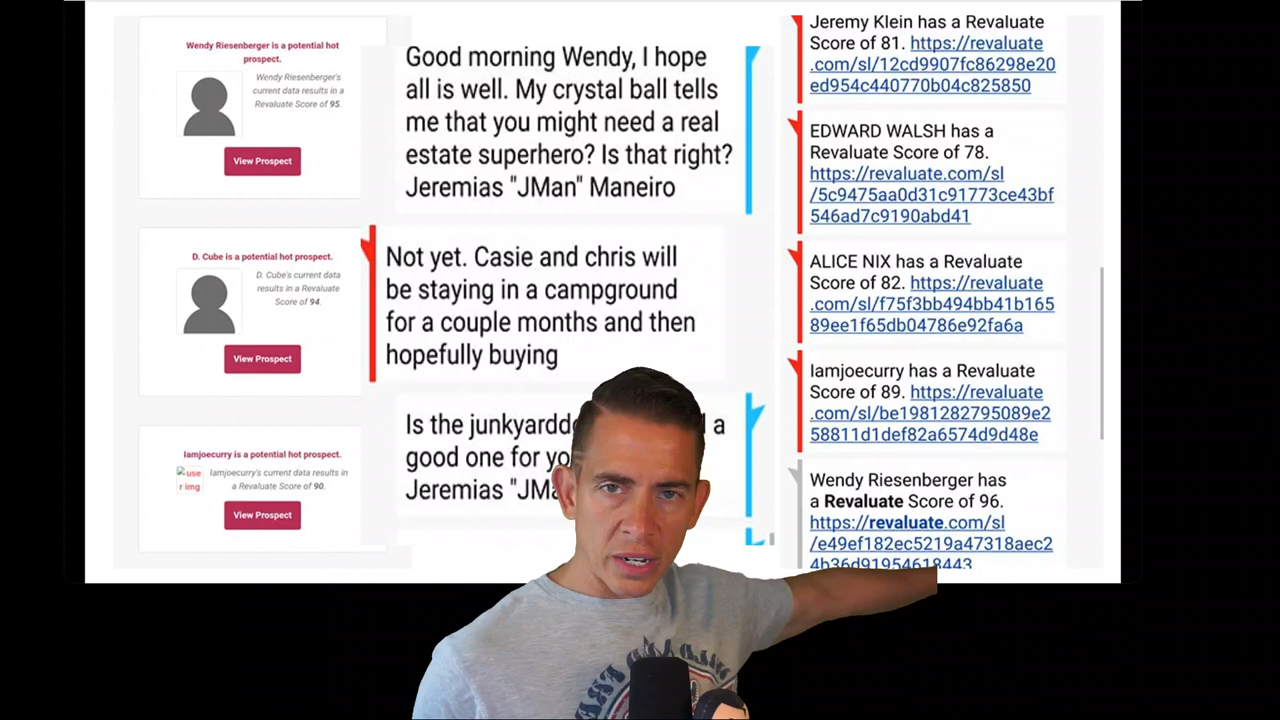 Wendy Riesenberger is a potential hot
prospect.
Wendy Riesenberger's
current data results in a
Revaluate Score of 95.
View Prospect
D. Cube is a potential hot prospect.
D. Cube's current data
results in a Revaluate
Score of 94.
View Prospect
Iamjoecurry is a potential hot prospect.
use
r img
Iamjoecurry's current data results in
a Revaluate Score of 90.
View Prospect
Good morning Wendy, I hope
all is well. My crystal ball tells
me that you might need a real
estate superhero? Is that right?
Jeremias "JMan" Maneiro
Not yet. Casie and chris will
be staying in a campground
for a couple months and then
hopefully buying
Is the a
good one for
Jeremias
Jeremy Klein has a Revaluate
Score of 81. https://revaluate
.com/sl/12cd9907fc86298e20
ed954c440770b04c825850
EDWARD WALSH has a
Revaluate Score of 78.
https://revaluate.com/sl
/5c9475aa0d31c91773ce43bf
546ad7c9190abd41
ALICE NIX has a Revaluate
Score of 82. https://revaluate
.com/sl/f75f3bb494bb41b165
89ee1f65db04786e92fa6a
Iamjoecurry has a Revaluate
Score of 89. https://revaluate
.com/sl/be1981282795089e2
58811d1def82a6574d9d48e
Wendy Riesenberger has
a Revaluate Score of 96.
https://revaluate.com/sl
/e49ef182ec5219a47318aec2
4b36d91954618443